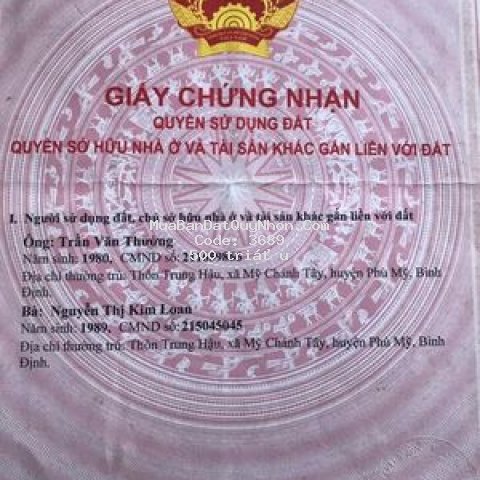 GIẤY CHỨNG NHẬN
QUYỀN SỬ DỤNG ĐẤT
QUYỀN SỞ HỮU NHÀ Ở VÀ TÀI SẢN KHÁC GẮN LIỀN VỚI ĐẤT
I. Người sử dụng đất, chủ sở hữu nhà ở và tài sản khác gắn liền với đất
MuaBanDatQuyNhon.com
Ông: Trần Văn Thưởng
Code: 3689
Năm sinh: 1980, CMND số:
500 triát u
Địa chỉ thường trú: Thôn Trung Hậu, xã Mỹ Chánh Tây, huyện Phù Mỹ, Bình
Định.
Bà: Nguyễn Thị Kim Loan
Năm sinh: 1989, CMND số: 215045045
Địa chỉ thường trú: Thôn Trung Hậu, xã Mỹ Chánh Tây, huyện Phù Mỹ, Bình
Định.